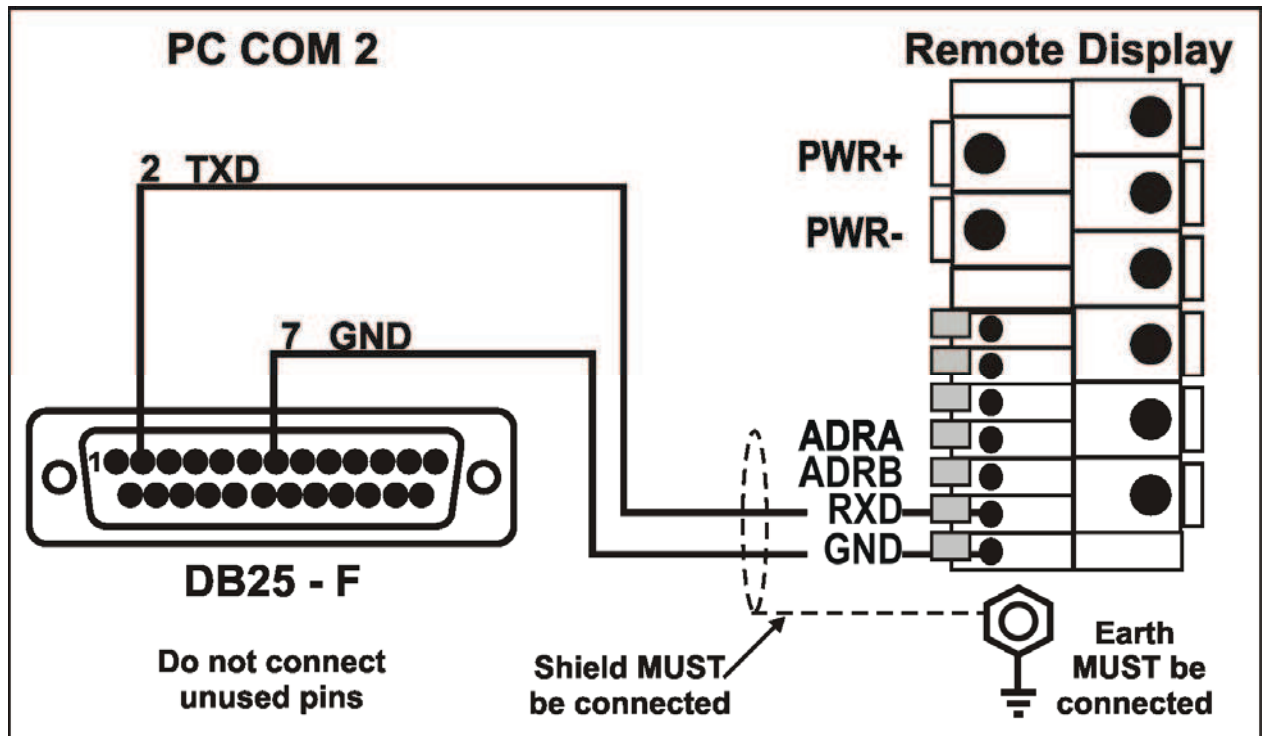 PC COM 2
Remote Display
PWR+
PWR-
2 TXD
7 GND
1
ADRA
ADRB
RXD
GND
DB25 - F
Do not connect
unused pins
Shield MUST
be connected
Earth
MUST be
connected